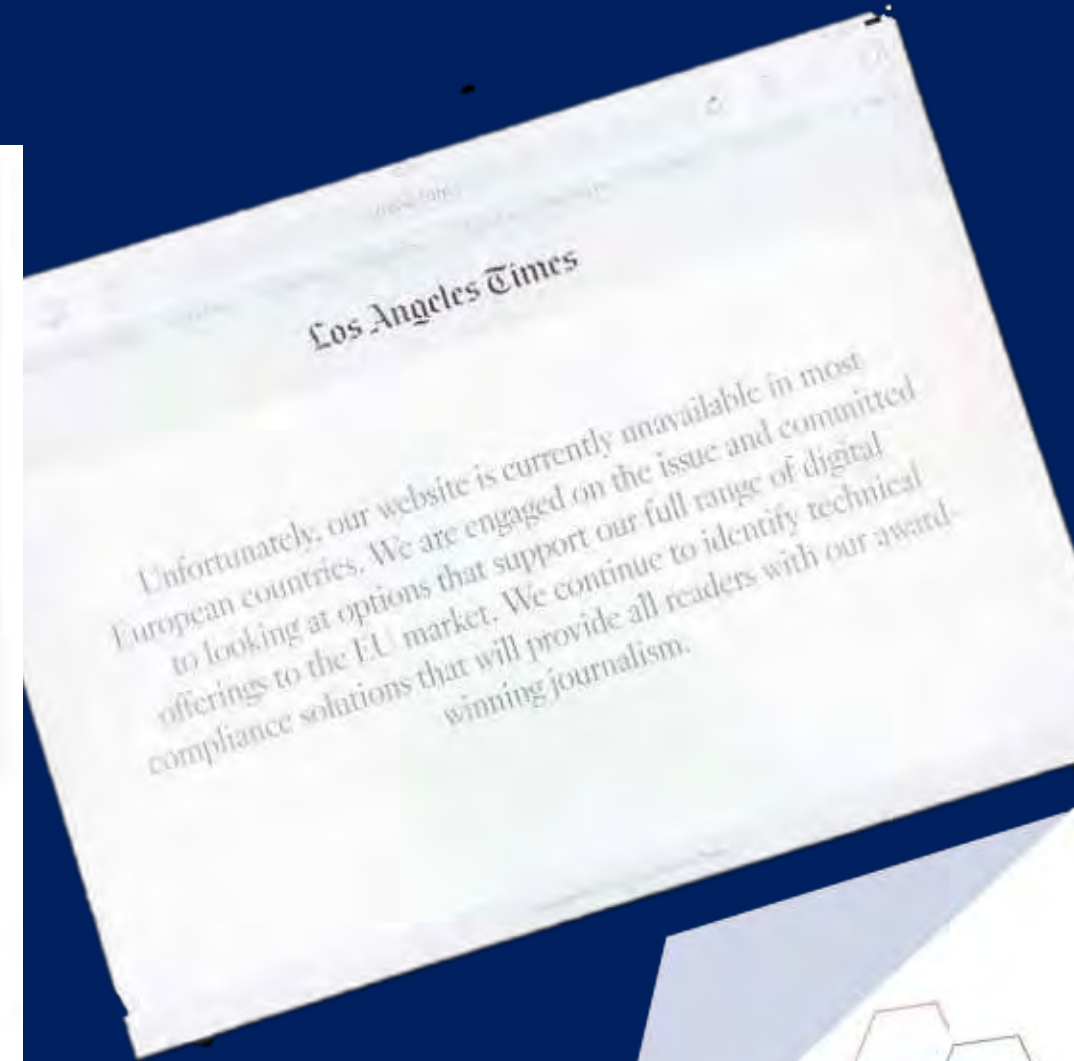 Los Angeles Times
Unfortunately, our website is currently unavailable in most
European countries. We are engaged on the issue and committed
to looking at options that support our full range of digital
offerings to the EU market. We continue to identify technical
compliance solutions that will provide all readers with our award-
winning journalism.